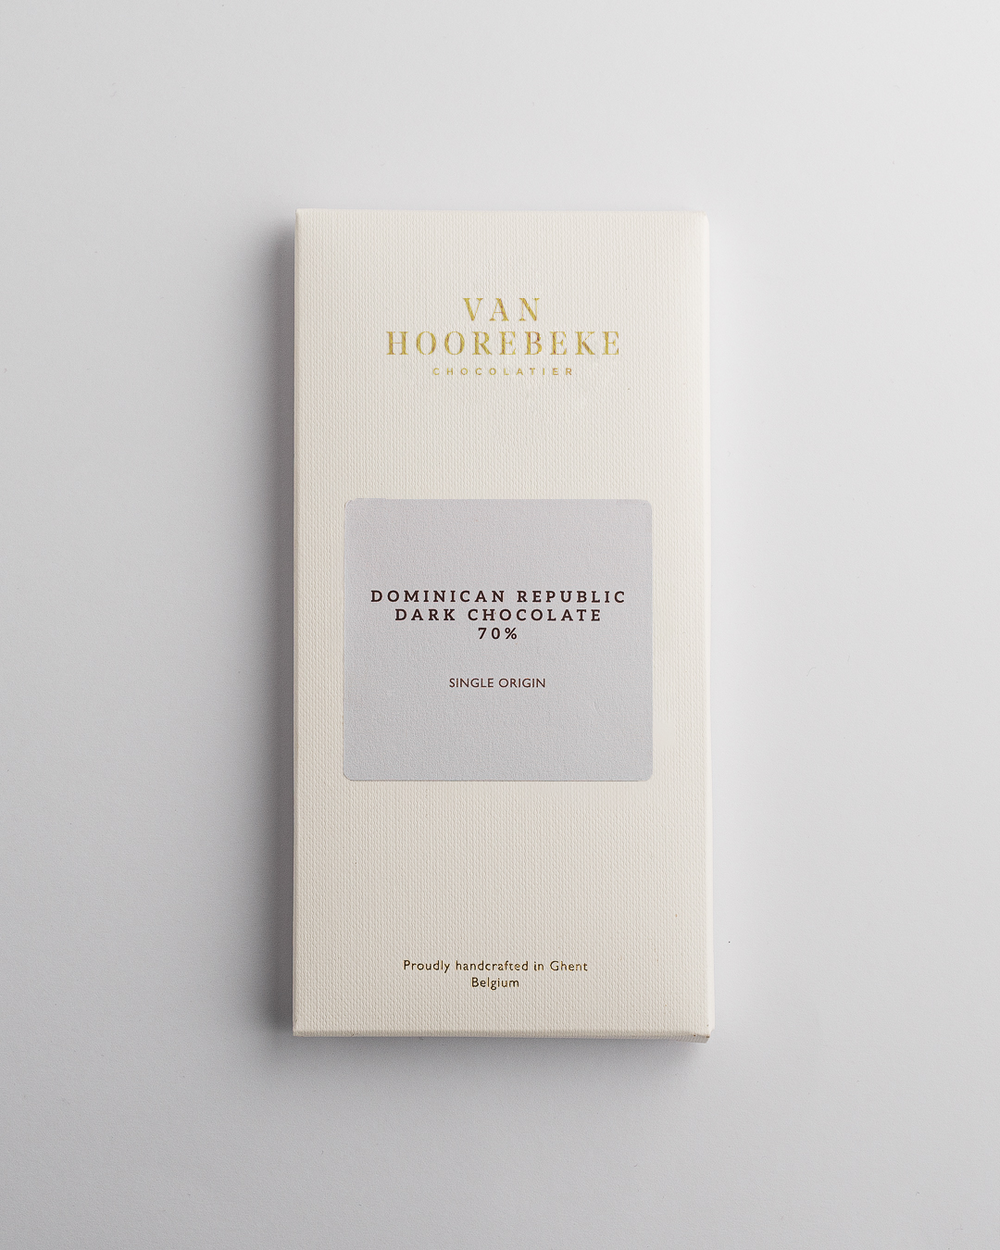 VAN
HOOREBEKE
CHOCOLATIER
DOMINICAN REPUBLIC
DARK CHOCOLATE
70%
SINGLE ORIGIN
Proudly handcrafted in Ghent
Belgium